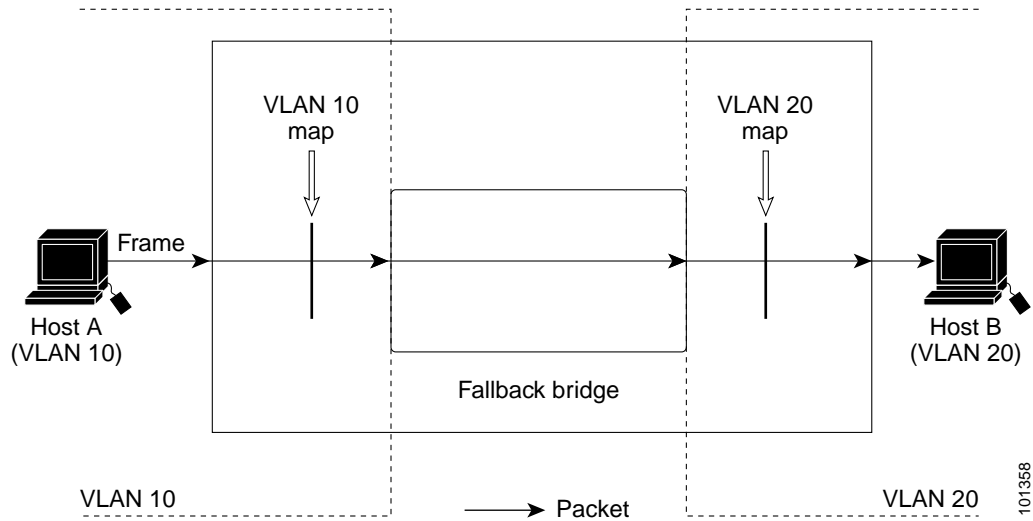 VLAN 10
map
VLAN 20
map
Frame
Host A
(VLAN 10)
Host B
(VLAN 20)
Fallback bridge
VLAN 10
Packet
VLAN 20
101358